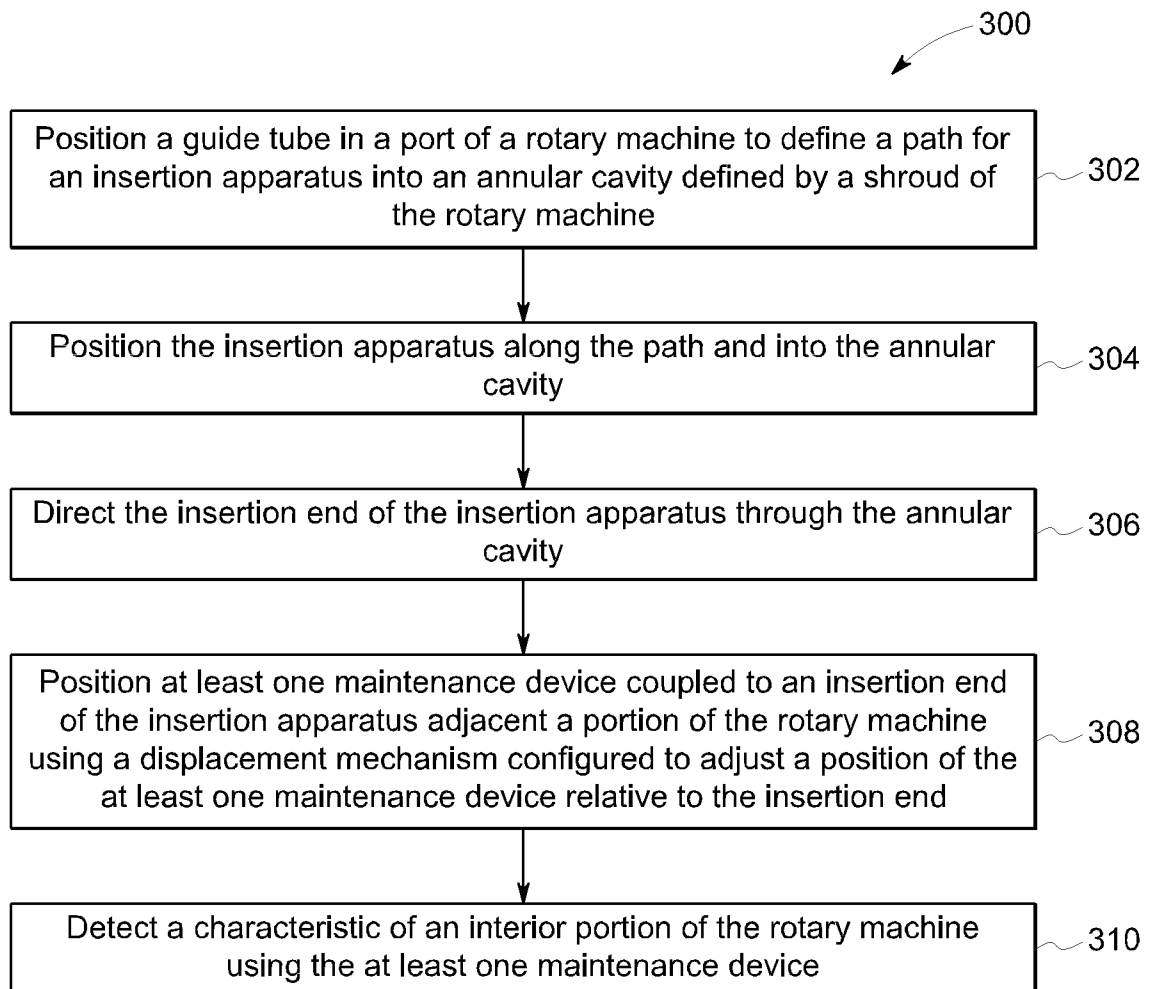 300
Position a guide tube in a port of a rotary machine to define a path for
an insertion apparatus into an annular cavity defined by a shroud of
the rotary machine
302
Position the insertion apparatus along the path and into the annular
cavity
304
Direct the insertion end of the insertion apparatus through the annular
cavity
306
Position at least one maintenance device coupled to an insertion end
of the insertion apparatus adjacent a portion of the rotary machine
using a displacement mechanism configured to adjust a position of the
at least one maintenance device relative to the insertion end
308
Detect a characteristic of an interior portion of the rotary machine
using the at least one maintenance device
310